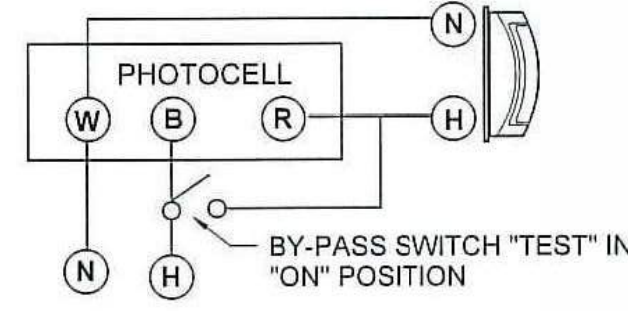 N
PHOTOCELL
W B R H
BY-PASS SWITCH "TEST" IN
"ON" POSITION
N H